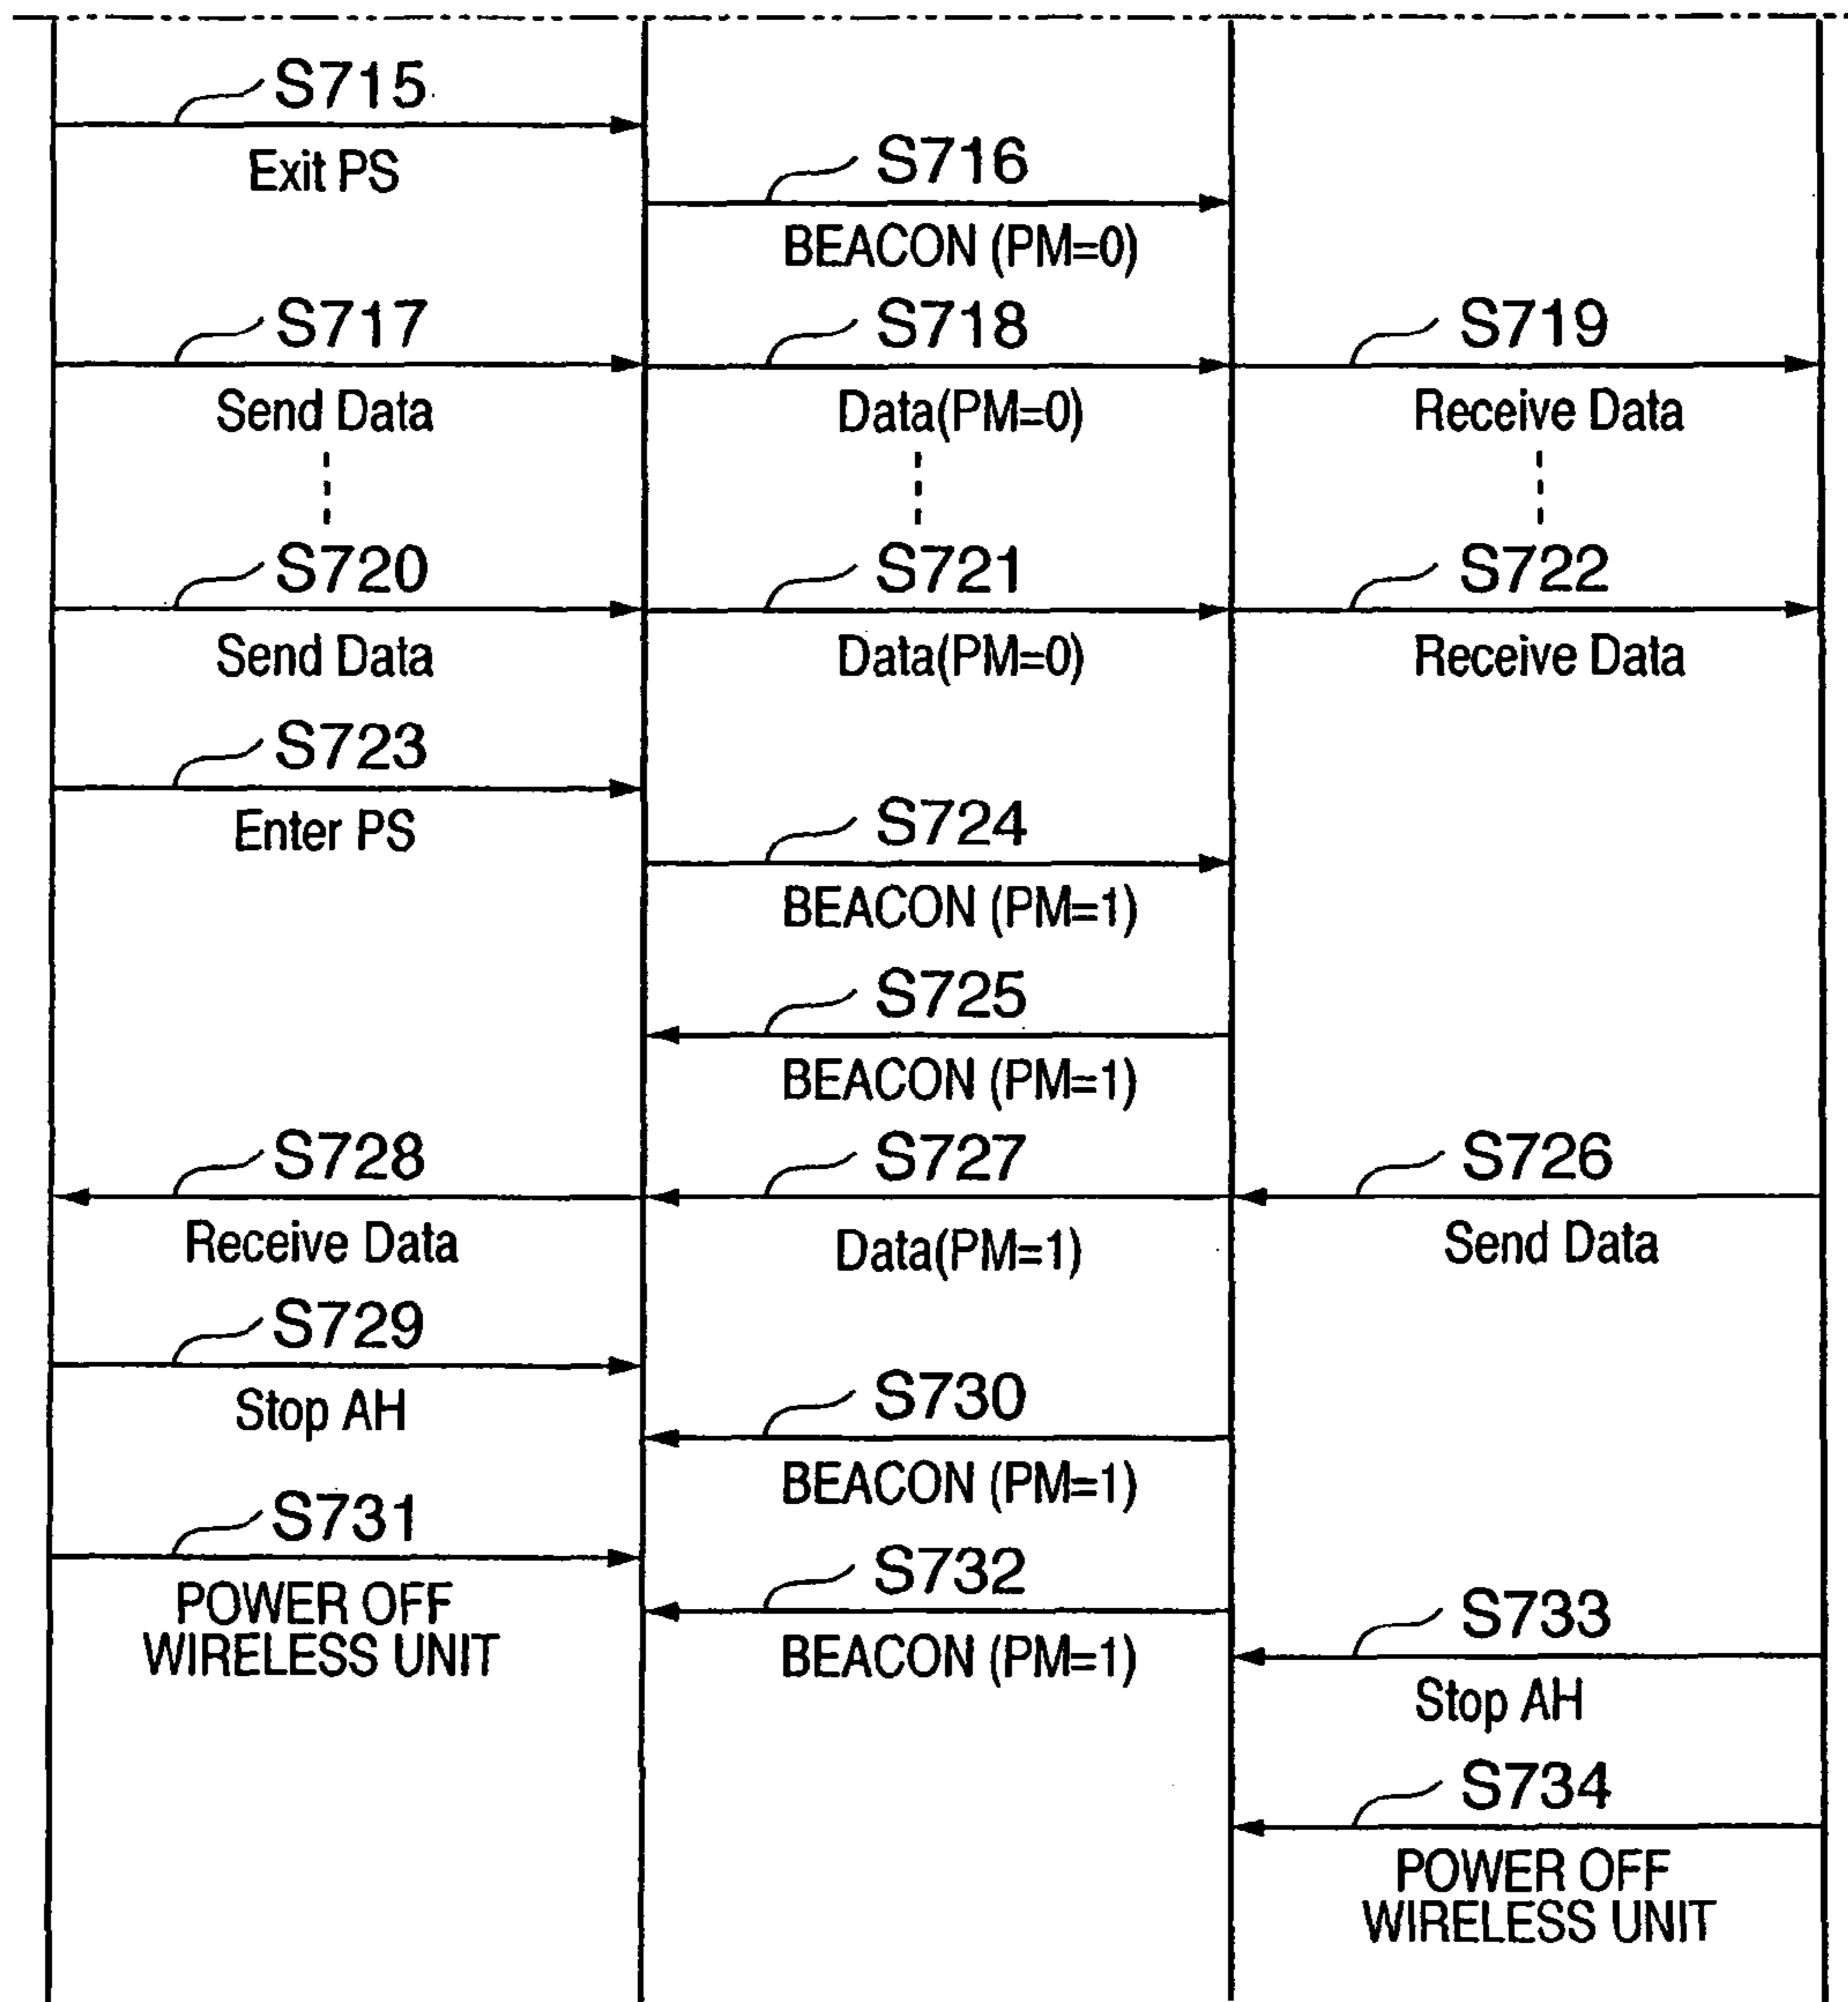 S715
Exit PS
S716
BEACON (PM=0)
S717
S718
S719
Send Data
Data(PM=0)
Receive Data
S720
S721
S722
Send Data
Data(PM=0)
Receive Data
S723
Enter PS
S724
BEACON (PM=1)
S725
BEACON (PM=1)
S728
S727
S726
Receive Data
Data(PM=1)
Send Data
S729
Stop AH
S730
BEACON (PM=1)
S731
POWER OFF
WIRELESS UNIT
S732
BEACON (PM=1)
S733
Stop AH
S734
POWER OFF
WIRELESS UNIT